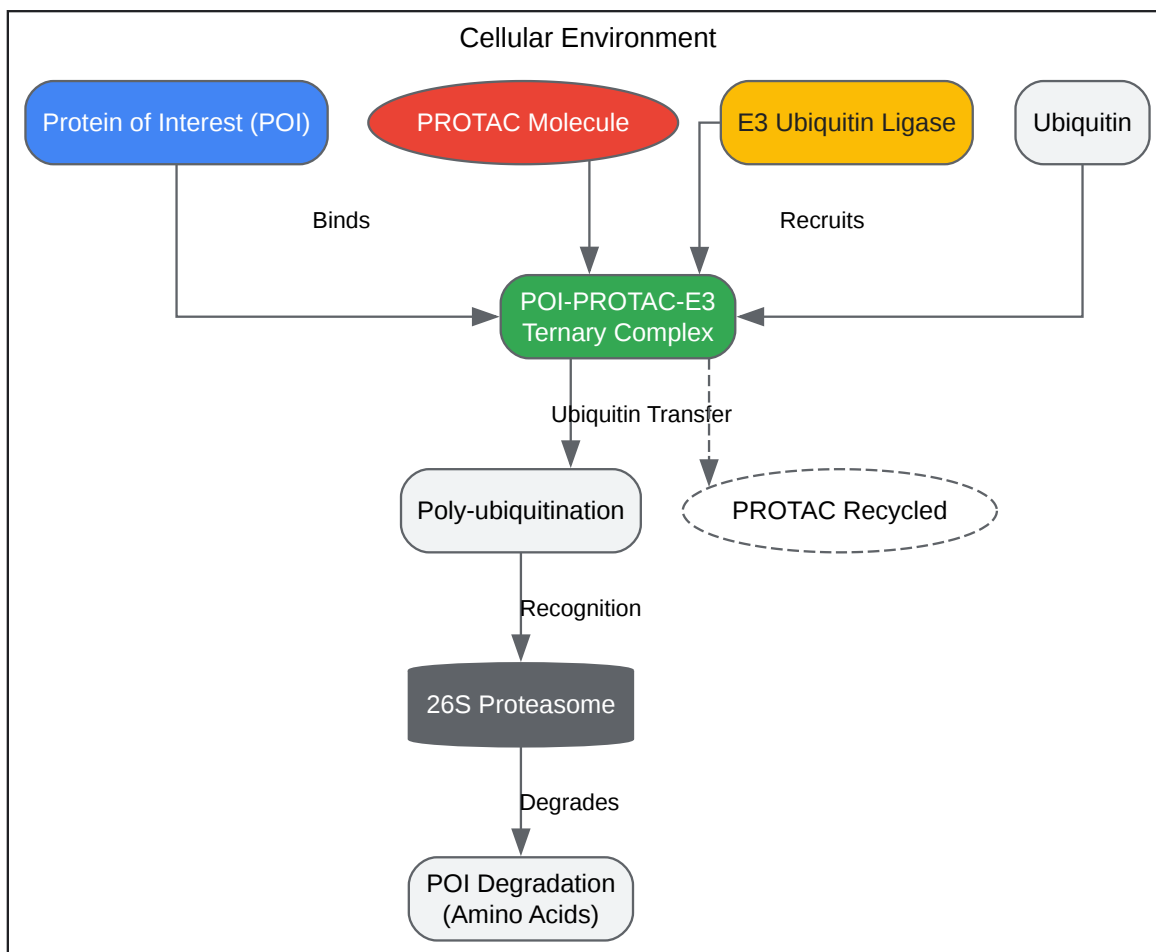 Cellular Environment
Protein of Interest (POI)
PROTAC Molecule
E3 Ubiquitin Ligase
Ubiquitin
Binds
Recruits
POI-PROTAC-E3
Ternary Complex
Ubiquitin Transfer
Poly-ubiquitination
PROTAC Recycled
Recognition
26S Proteasome
Degrades
POI Degradation
(Amino Acids)